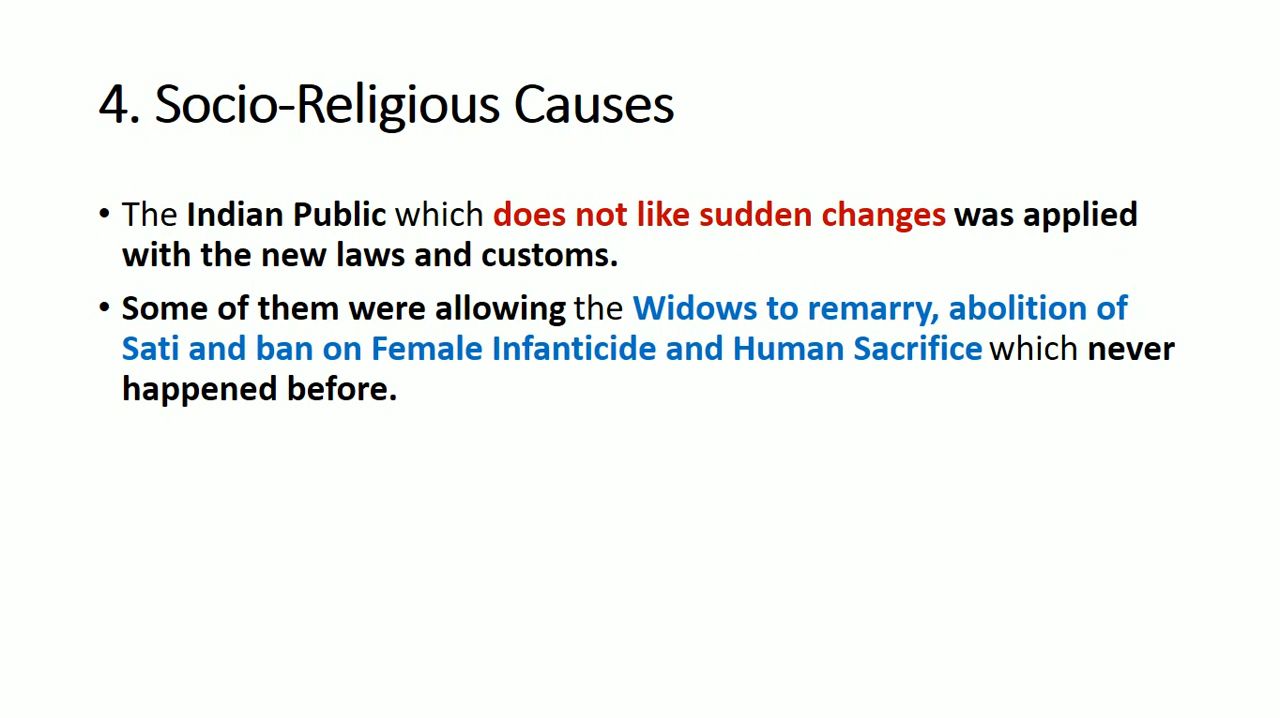 4. Socio-Religious Causes
• The Indian Public which does not like sudden changes was applied
with the new laws and customs.
• Some of them were allowing the Widows to remarry, abolition of
Sati and ban on Female Infanticide and Human Sacrifice which never
happened before.